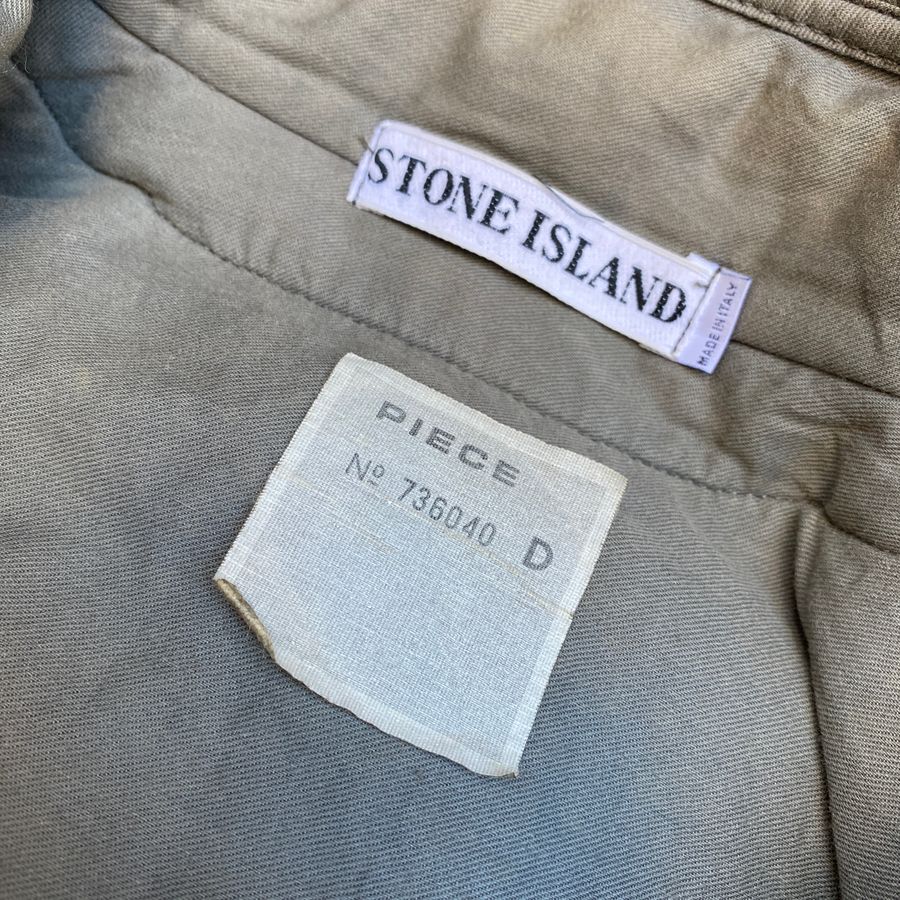 STONE ISLAND
MADE IN ITALY
PIECE
Nº 736040 D